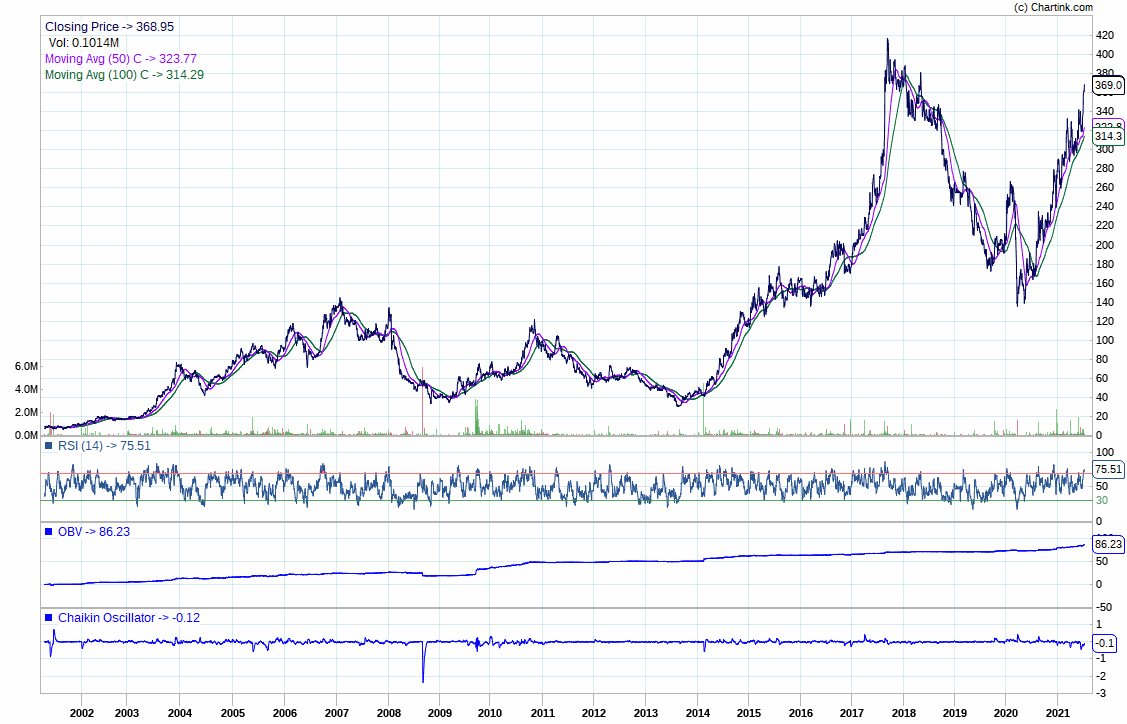 (c) Chartink.com
Closing Price -> 368.95
Vol: 0.1014M
Moving Avg (50) C -> 323.77
Moving Avg (100) C -> 314.29
420
400
380
369.0
340
322.8
314.3
300
280
260
240
220
200
180
160
140
120
100
80
60
40
20
0
6.0M
4.0M
2.0M
0.0M
RSI (14) -> 75.51
100
75.51
50
30
0
OBV -> 86.23
86.23
50
0
-50
Chaikin Oscillator -> -0.12
1
-0.1
-1
-2
-3
2002 2003 2004 2005 2006 2007 2008 2009 2010 2011 2012 2013 2014 2015 2016 2017 2018 2019 2020 2021